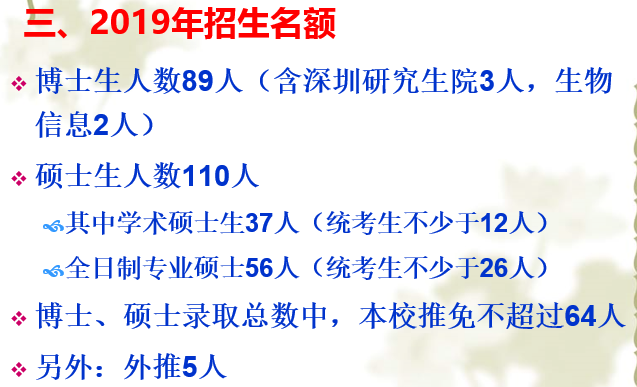 三、2019年招生名额
博士生人数89人（含深圳研究生院3人，生物
信息2人）
硕士生人数110人
其中学术硕士生37人（统考生不少于12人）
全日制专业硕士56人（统考生不少于26人）
博士、硕士录取总数中，本校推免不超过64人
另外：外推5人